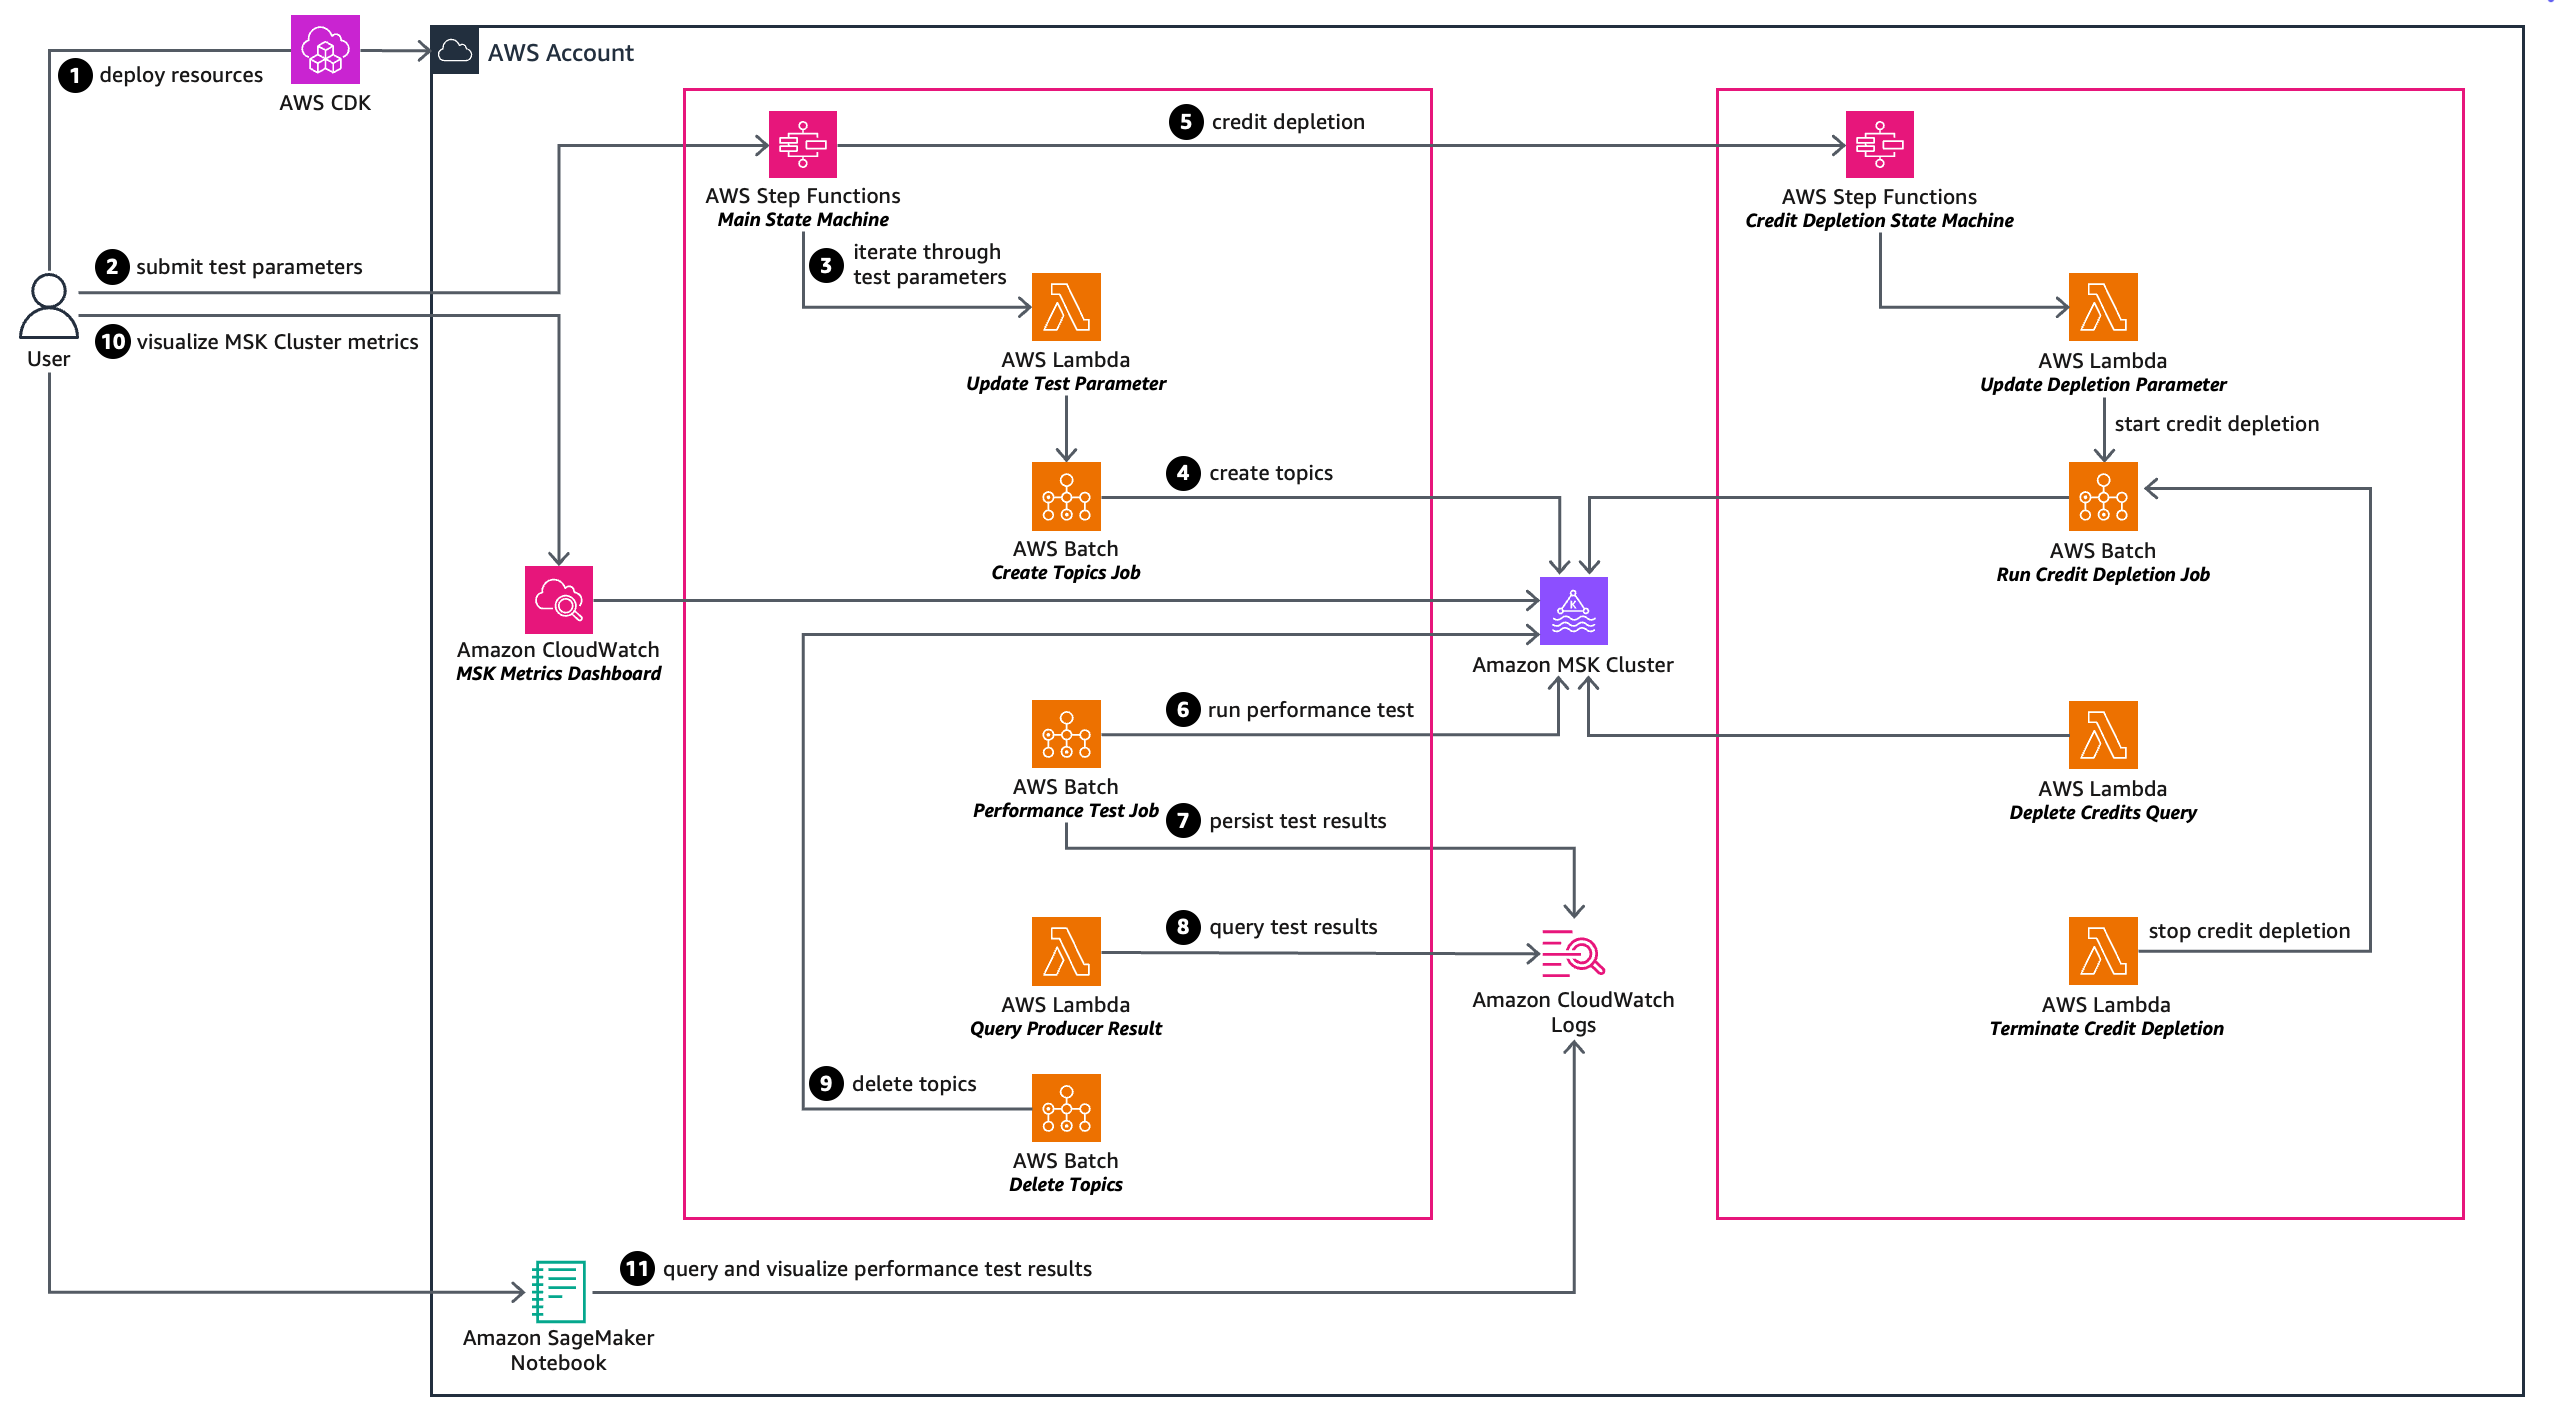 1 deploy resources
AWS CDK
AWS Account
5 credit depletion
AWS Step Functions
Main State Machine
AWS Step Functions
Credit Depletion State Machine
2 submit test parameters
3 iterate through
test parameters
10 visualize MSK Cluster metrics
User
AWS Lambda
Update Test Parameter
AWS Lambda
Update Depletion Parameter
start credit depletion
4 create topics
AWS Batch
Create Topics Job
AWS Batch
Run Credit Depletion Job
K
Amazon CloudWatch
MSK Metrics Dashboard
Amazon MSK Cluster
6 run performance test
AWS Batch
Performance Test Job
7 persist test results
AWS Lambda
Deplete Credits Query
8 query test results
stop credit depletion
AWS Lambda
Query Producer Result
Amazon CloudWatch
Logs
AWS Lambda
Terminate Credit Depletion
9 delete topics
AWS Batch
Delete Topics
11 query and visualize performance test results
Amazon SageMaker
Notebook